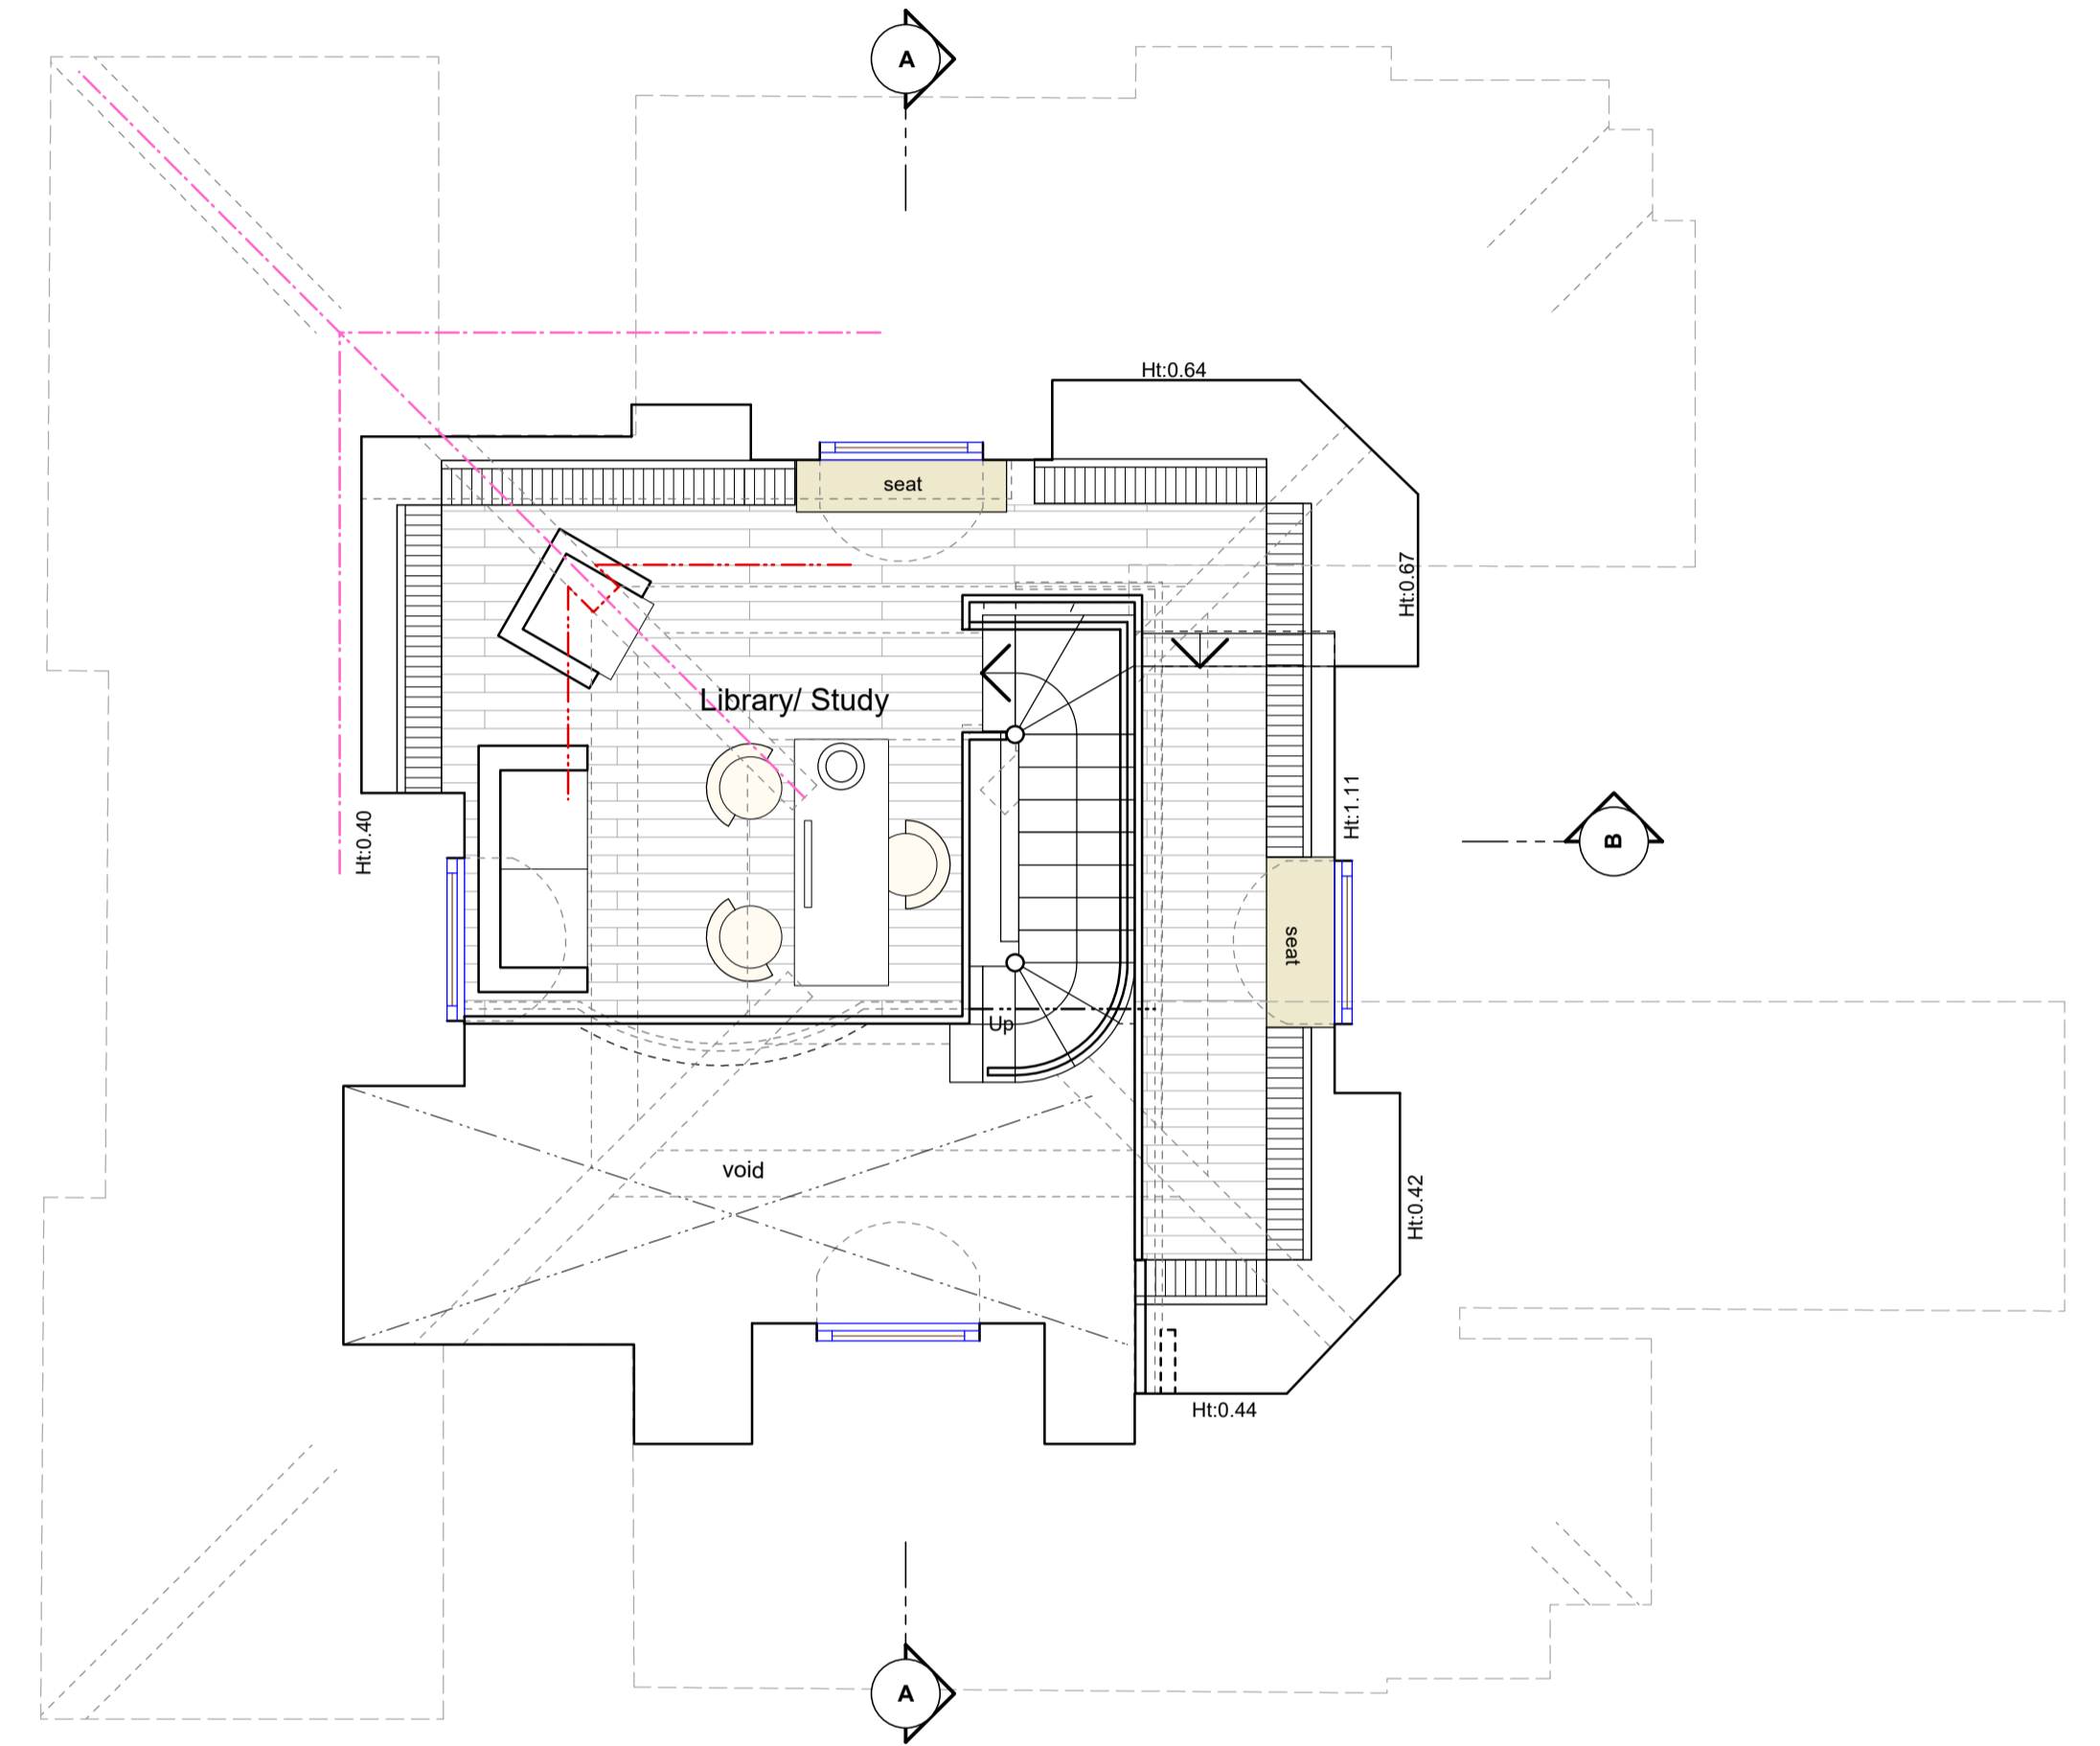 A
Ht:0.64
seat
Ht:0.67
Library/ Study
Ht:1.11
Ht:0.40
B
seat
Up
void
Ht:0.42
Ht:0.44
A